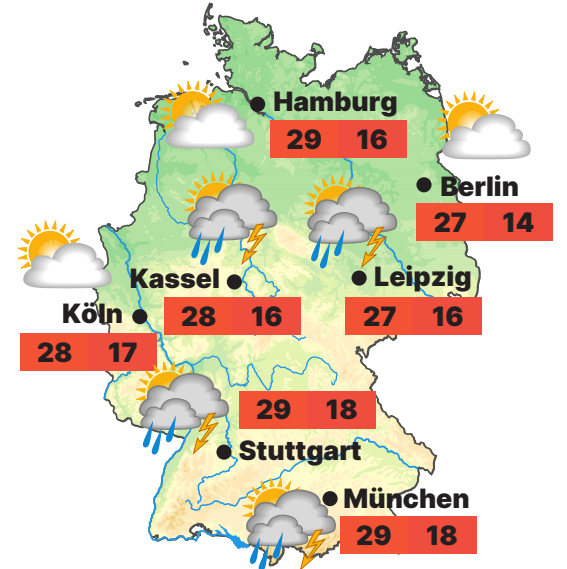 Hamburg
29 16
Berlin
27 14
Kassel
28 16
Leipzig
27 16
Köln
28 17
29 18
Stuttgart
München
29 18